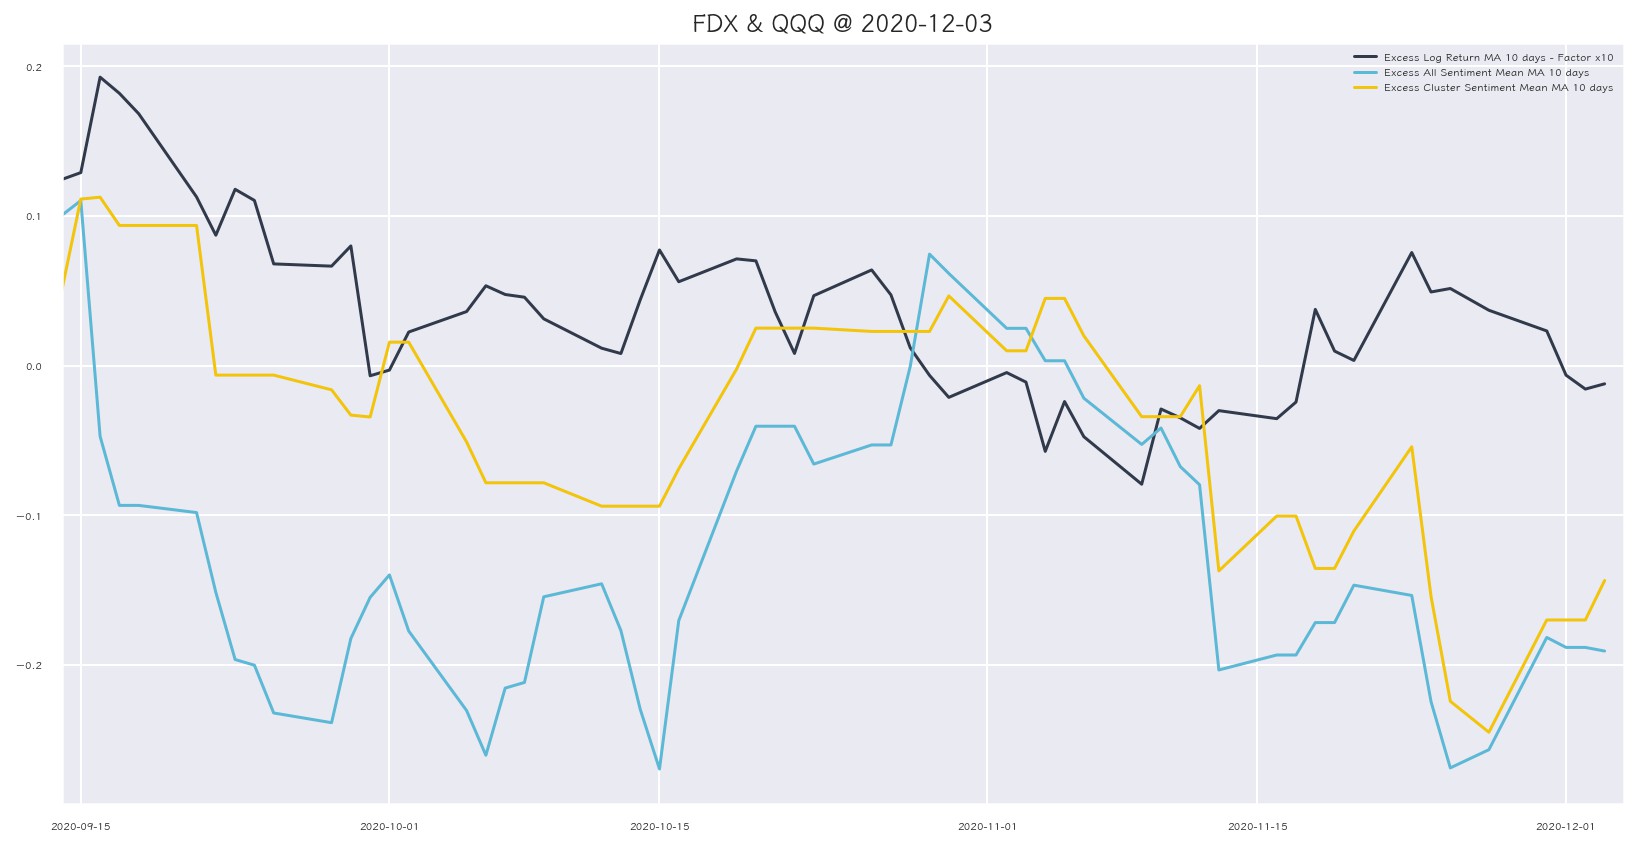 FDX & QQQ @ 2020-12-03
Excess Log Return MA 10 days - Factor x10
Excess All Sentiment Mean MA 10 days
Excess Cluster Sentiment Mean MA 10 days
0.2
0.1
0.0
−0.1
−0.2
2020-09-15
2020-10-01
2020-10-15
2020-11-01
2020-11-15
2020-12-01